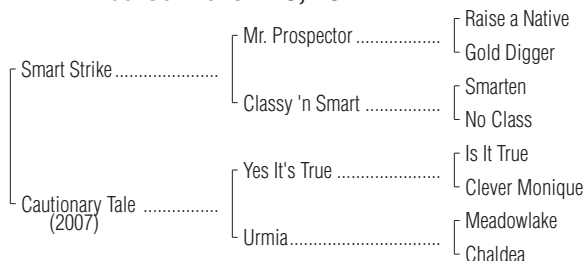 Raise a Native
Mr. Prospector
Gold Digger
Smart Strike
Smarten
Classy 'n Smart
No Class
Is It True
Yes It's True
Clever Monique
Cautionary Tale
(2007)
Meadowlake
Urmia
Chaldea